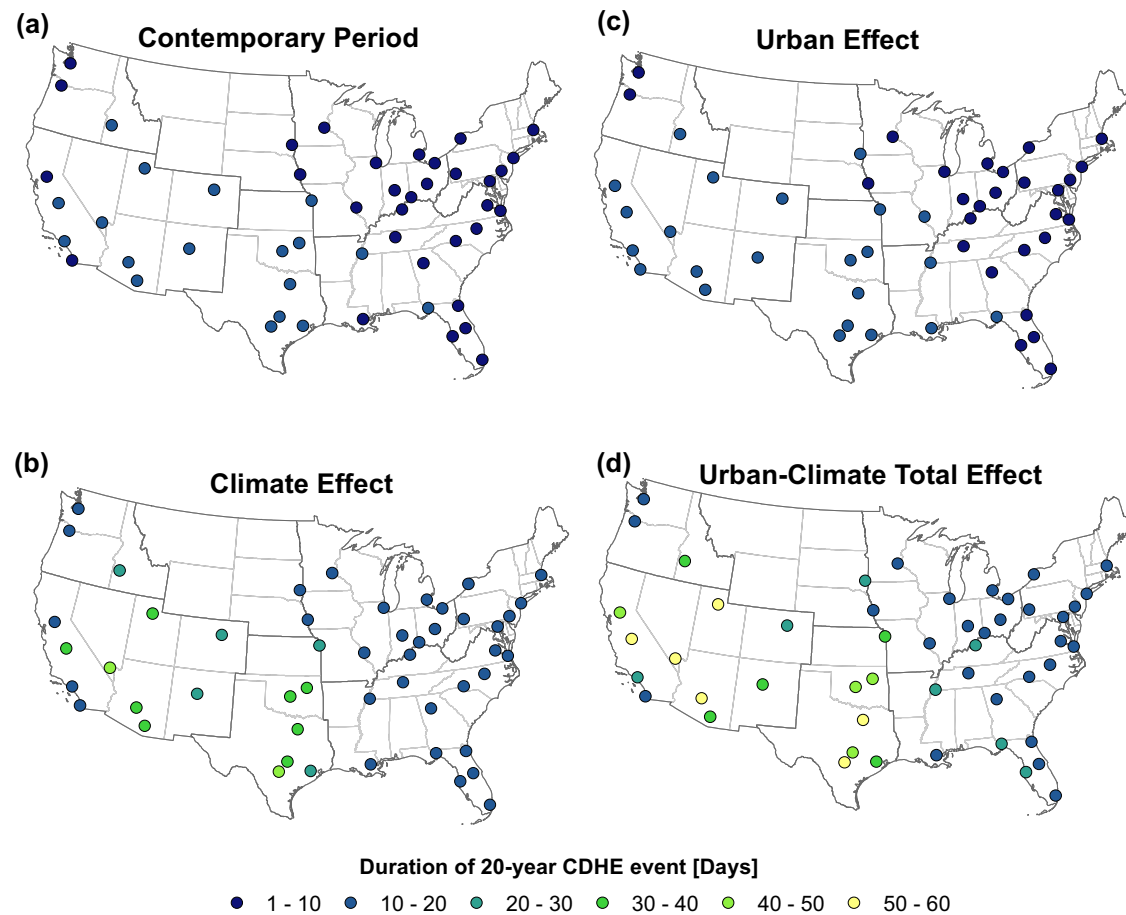 (a)
Contemporary Period
(c)
Urban Effect
(b)
Climate Effect
(d)
Urban-Climate Total Effect
Duration of 20-year CDHE event [Days]
1 - 10 10 - 20 20 - 30 30 - 40 40 - 50 50 - 60